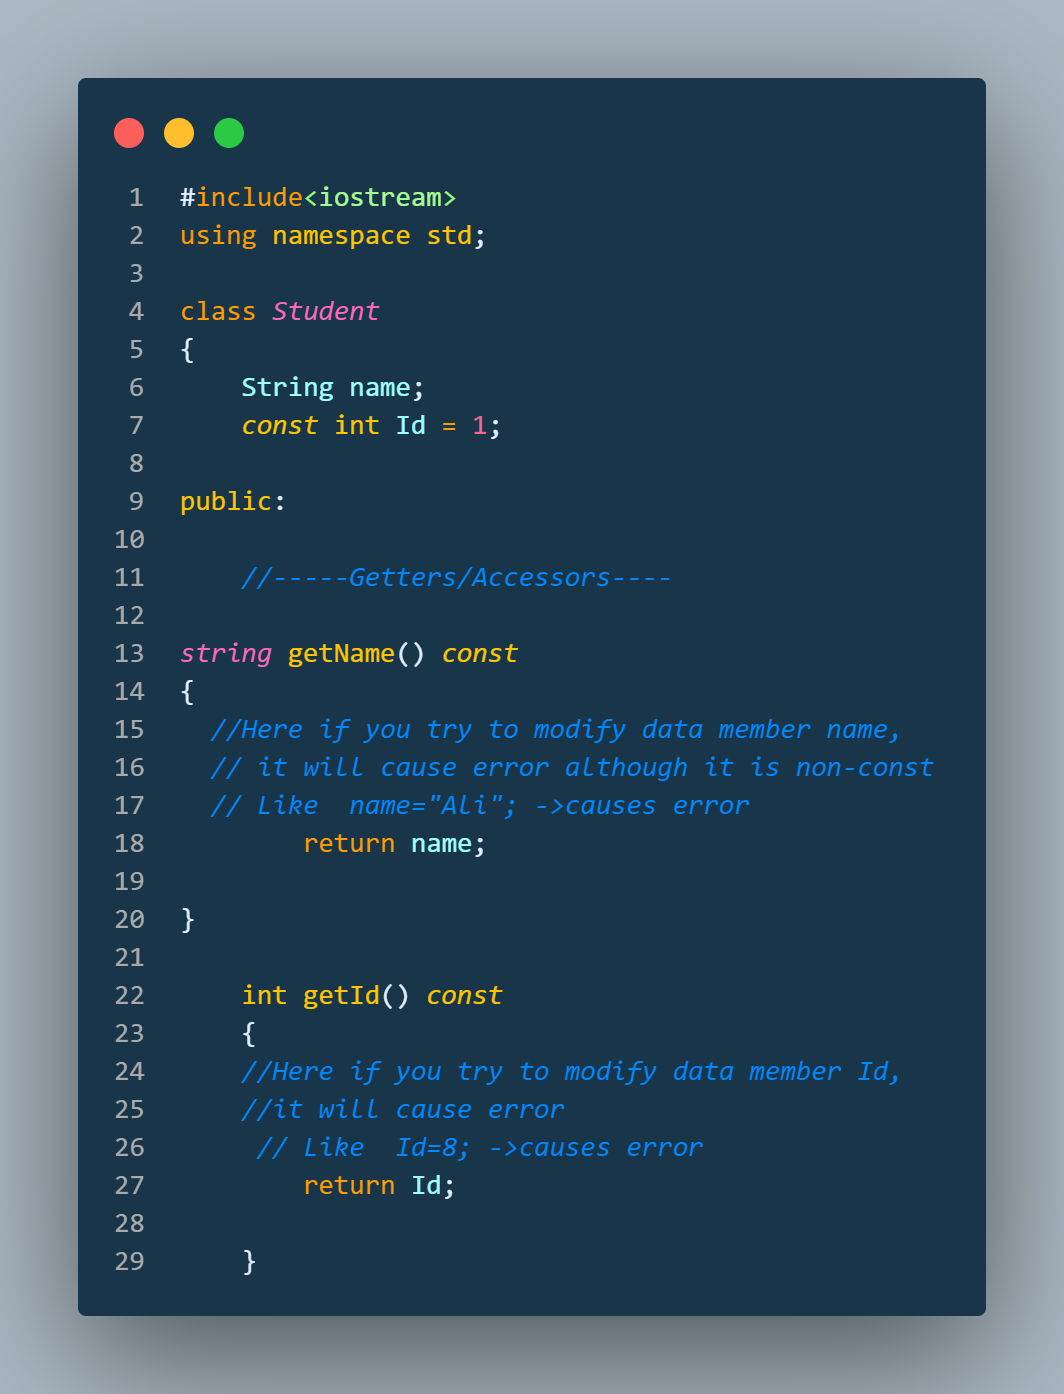 1 #include<iostream>
2 using namespace std;
3
4 class Student
5 {
6     String name;
7     const int Id = 1;
8
9 public:
10
11     //-----Getters/Accessors----
12
13 string getName() const
14 {
15   //Here if you try to modify data member name,
16   // it will cause error although it is non-const
17   // Like  name="Ali"; ->causes error
18         return name;
19
20 }
21
22     int getId() const
23     {
24     //Here if you try to modify data member Id,
25     //it will cause error
26      // Like  Id=8; ->causes error
27         return Id;
28
29     }